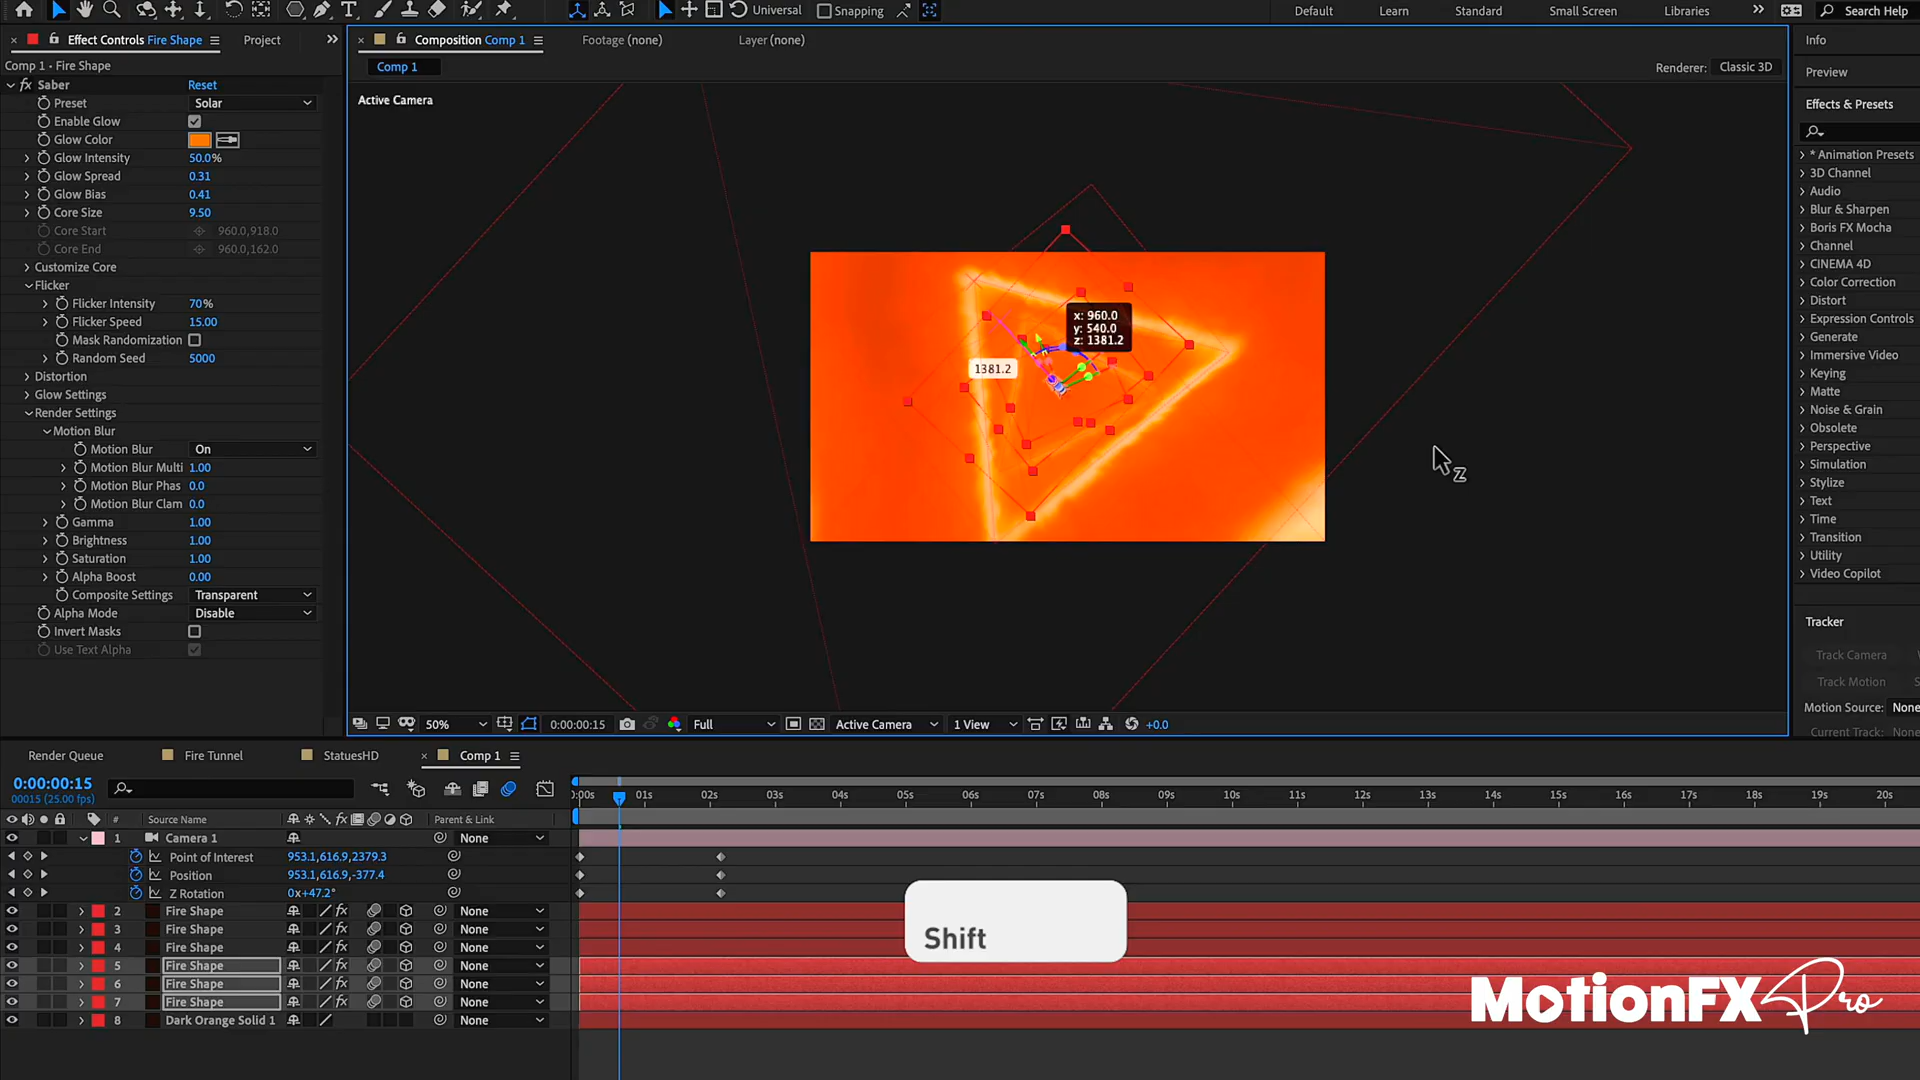 Universal
Snapping
Default
Learn
Standard
Small Screen
Libraries
Search Help
Effect Controls Fire Shape
Project
Composition Comp 1
Footage (none)
Layer (none)
Info
Comp 1 • Fire Shape
Comp 1
Renderer:
Classic 3D
Preview
fx Saber
Reset
Active Camera
Effects & Presets
Preset
Solar
Enable Glow
Glow Color
Glow Intensity
50.0%
Glow Spread
0.31
Glow Bias
0.41
Core Size
9.50
Core Start
960.0,918.0
Core End
960.0,162.0
Customize Core
Flicker
Flicker Intensity
70%
Flicker Speed
15.00
Mask Randomization
Random Seed
5000
Distortion
Glow Settings
Render Settings
Motion Blur
Motion Blur
On
Motion Blur Multi
1.00
Motion Blur Phas
0.0
Motion Blur Clam
0.0
Gamma
1.00
Brightness
1.00
Saturation
1.00
Alpha Boost
0.00
Composite Settings
Transparent
Alpha Mode
Disable
Invert Masks
Use Text Alpha
x: 960.0
y: 540.0
z: 1381.2
1381.2
Z
* Animation Presets
3D Channel
Audio
Blur & Sharpen
Boris FX Mocha
Channel
CINEMA 4D
Color Correction
Distort
Expression Controls
Generate
Immersive Video
Keying
Matte
Noise & Grain
Obsolete
Perspective
Simulation
Stylize
Text
Time
Transition
Utility
Video Copilot
Tracker
Track Camera
Track Motion
Motion Source:
None
Current Track:
None
50%
0:00:00:15
Full
Active Camera
1 View
+0.0
Render Queue
Fire Tunnel
StatuesHD
Comp 1
0:00:00:15
00015 (25.00 fps)
0:00s
01s
02s
03s
04s
05s
06s
07s
08s
09s
10s
11s
12s
13s
14s
15s
16s
17s
18s
19s
20s
#
Source Name
fx
Parent & Link
1
Camera 1
None
Point of Interest
953.1,616.9,2379.3
Position
953.1,616.9,-377.4
Z Rotation
0x+47.2°
2
Fire Shape
fx
None
3
Fire Shape
fx
None
4
Fire Shape
fx
None
5
Fire Shape
fx
None
6
Fire Shape
fx
None
7
Fire Shape
fx
None
8
Dark Orange Solid 1
None
Shift
MotionFX Pro